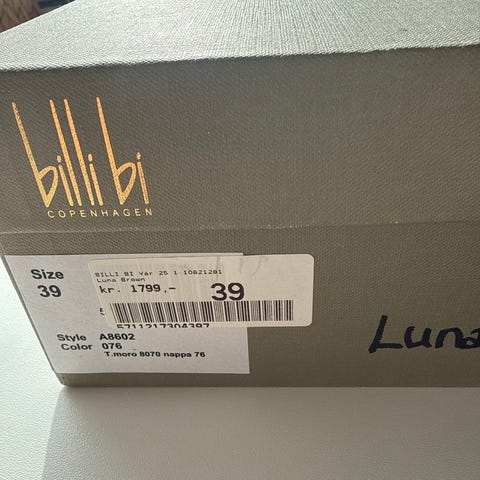 billi bi
COPENHAGEN
Size
39
BILLI BI Vår 25 1 10821281
Luna Brown
kr. 1799,- 39
5711217304397
Style A8602
Color 076
T.moro 8070 nappa 76
Luna